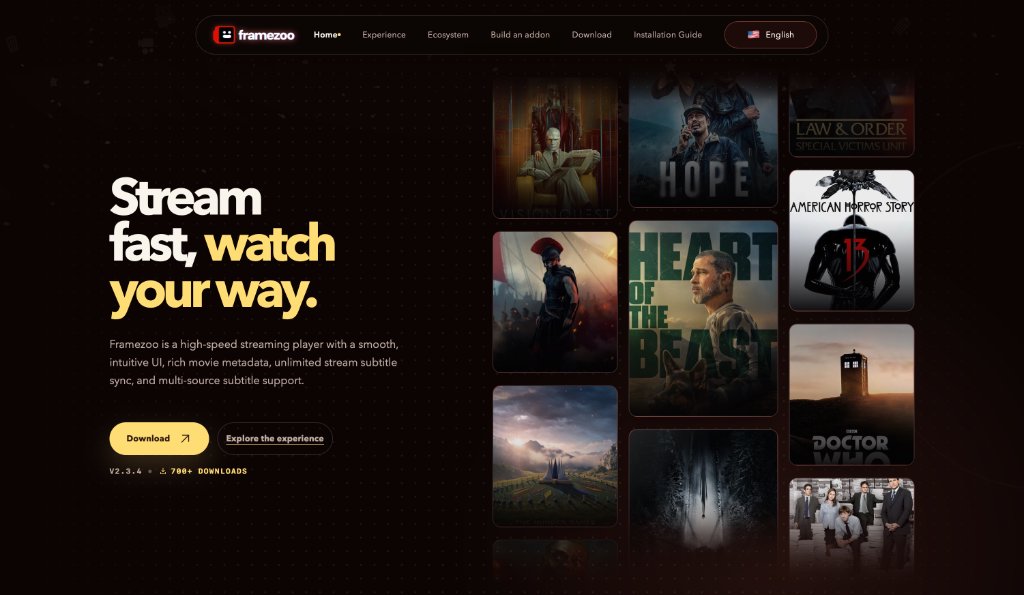 framezoo
Home
Experience
Ecosystem
Build an addon
Download
Installation Guide
English
Stream
fast, watch
your way.
Framezoo is a high-speed streaming player with a smooth,
intuitive UI, rich movie metadata, unlimited stream subtitle
sync, and multi-source subtitle support.
Download
Explore the experience
V2.3.4
700+ DOWNLOADS
VISIONQUEST
HOPE
HEART
OF
THE
BEAST
LAW & ORDER
SPECIAL VICTIMS UNIT
AMERICAN HORROR STORY
13
BBC
DOCTOR
WHO